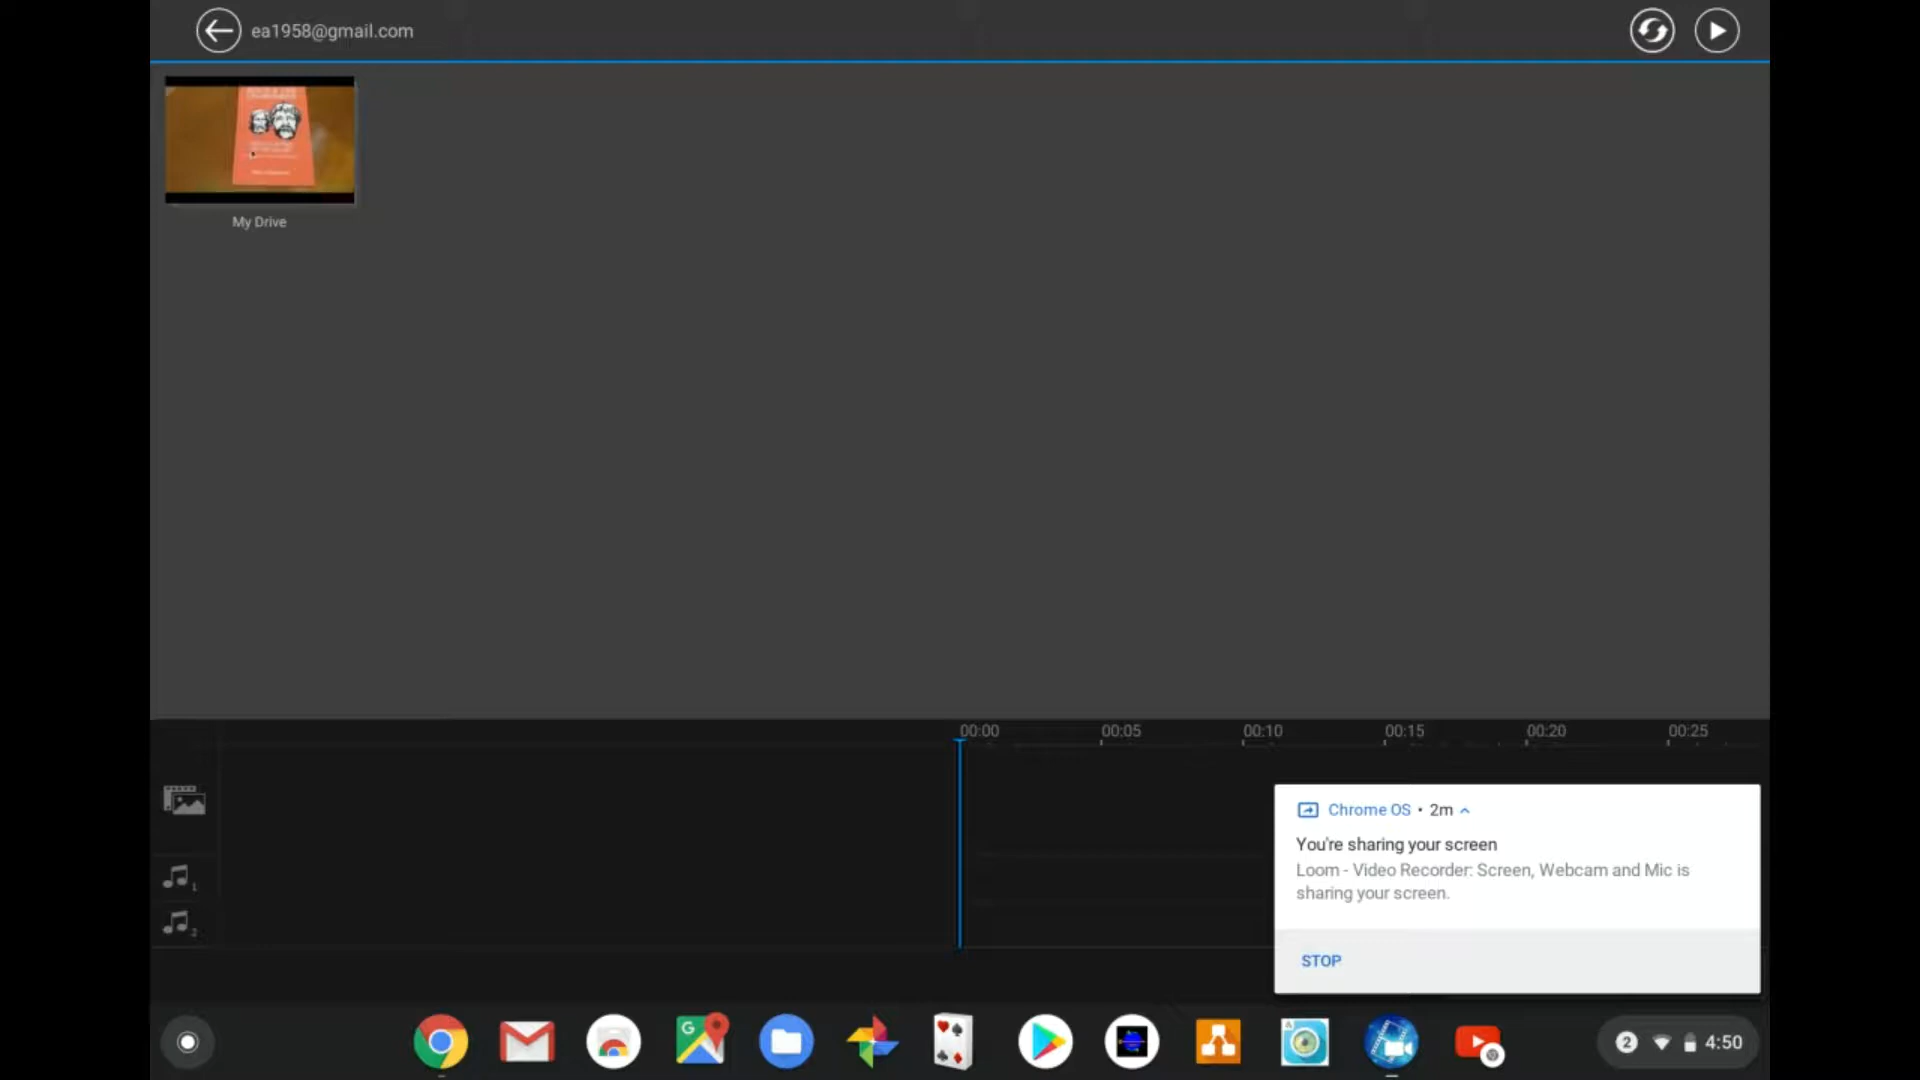 ea1958@gmail.com
My Drive
00:00 00:05 00:10 00:15 00:20 00:25
1
2
Chrome OS • 2m
You're sharing your screen
Loom - Video Recorder: Screen, Webcam and Mic is
sharing your screen.
STOP
G
2 4:50